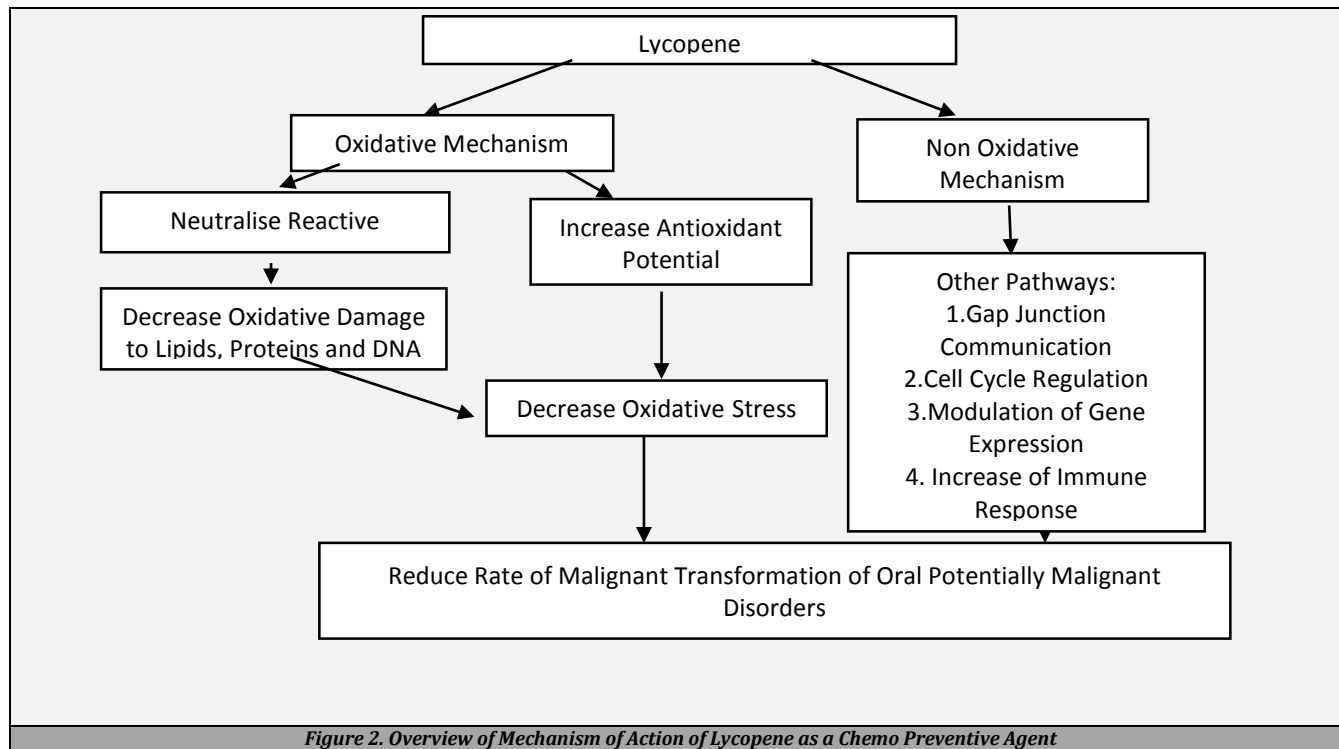 Lycopene
Oxidative Mechanism
Non Oxidative
Mechanism
Neutralise Reactive
Increase Antioxidant
Potential
Decrease Oxidative Damage
to Lipids, Proteins and DNA
Other Pathways:
1.Gap Junction
Communication
2.Cell Cycle Regulation
3.Modulation of Gene
Expression
4. Increase of Immune
Response
Decrease Oxidative Stress
Reduce Rate of Malignant Transformation of Oral Potentially Malignant
Disorders
Figure 2. Overview of Mechanism of Action of Lycopene as a Chemo Preventive Agent